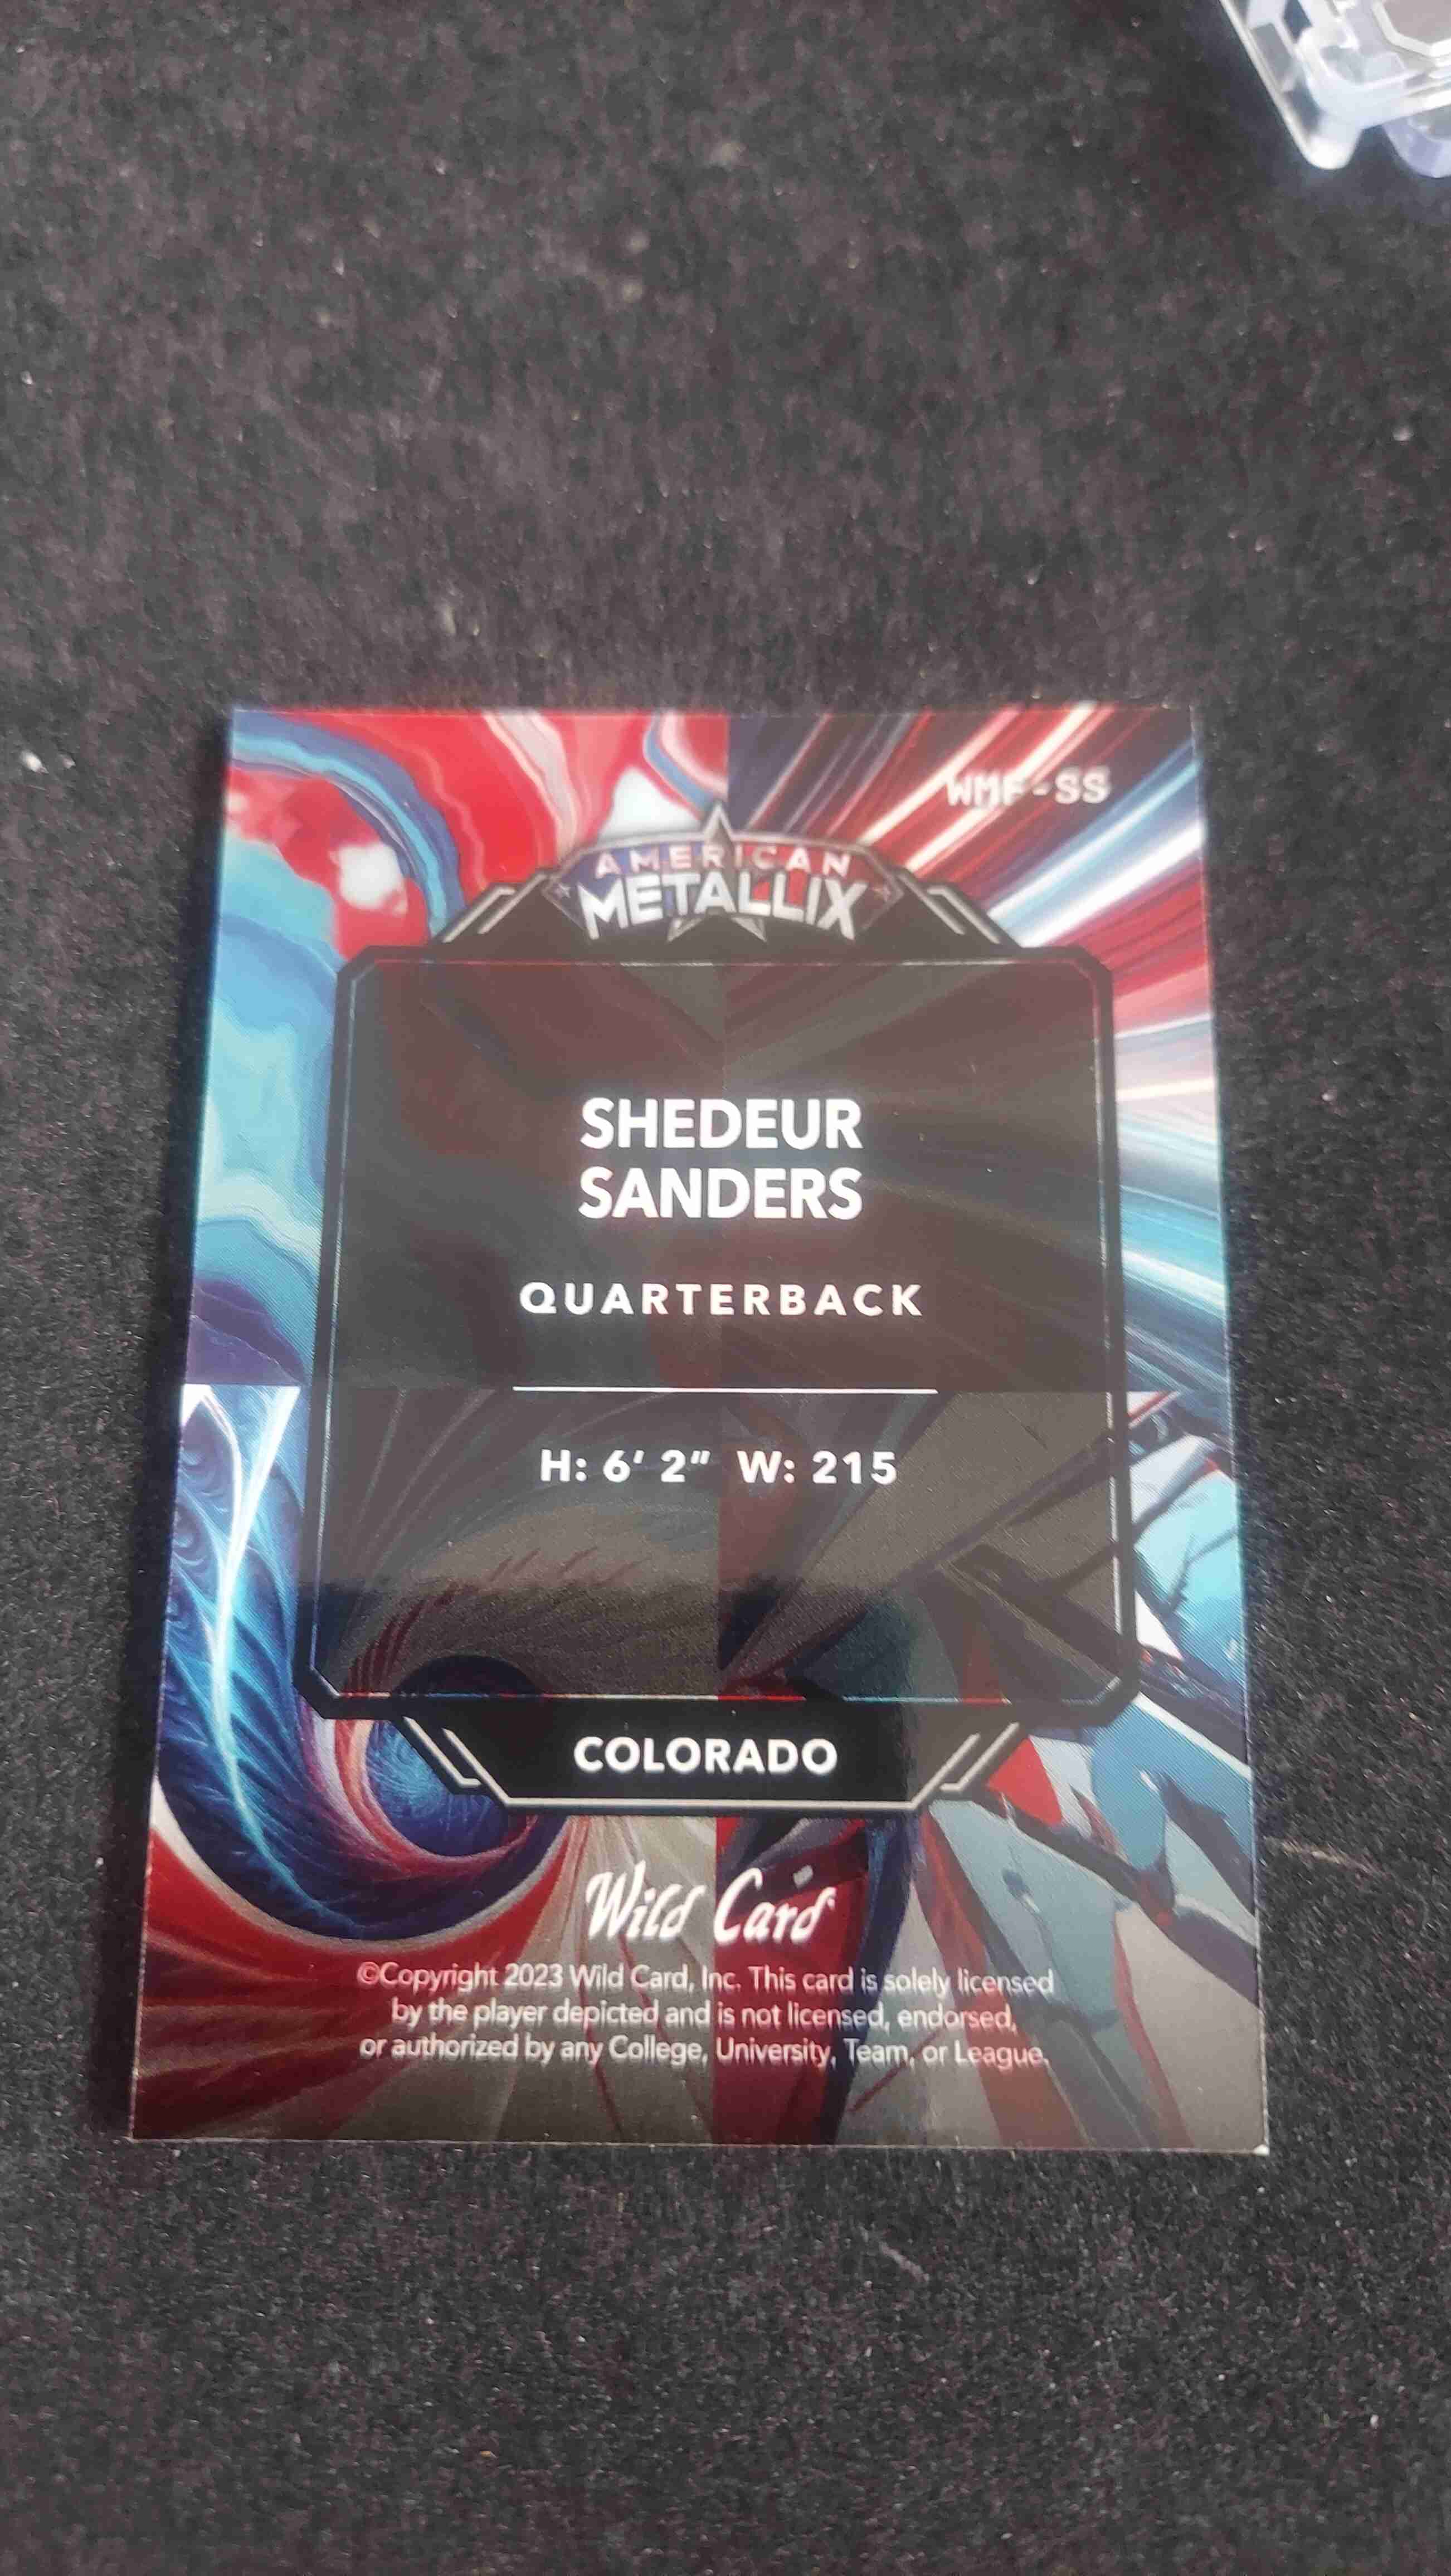 WMF-SS
AMERICAN
METALLIX
SHEDEUR
SANDERS
QUARTERBACK
H: 6' 2" W: 215
COLORADO
Wild Card
©Copyright 2023 Wild Card, Inc. This card is solely licensed
by the player depicted and is not licensed, endorsed,
or authorized by any College, University, Team, or League.